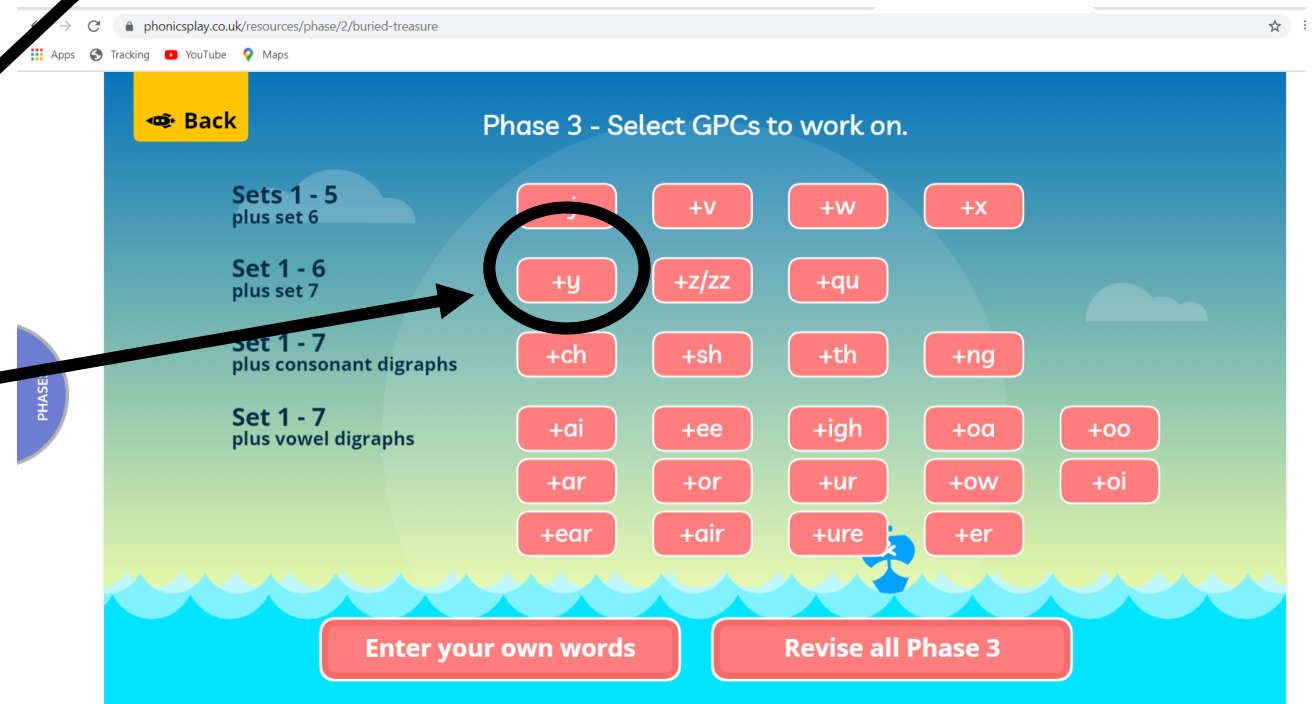 phonicsplay.co.uk/resources/phase/2/buried-treasure
Apps Tracking YouTube Maps
Back
Phase 3 - Select GPCs to work on.
Sets 1 - 5
plus set 6
+v +w +x
Set 1 - 6
plus set 7
+y +z/zz +qu
Set 1 - 7
plus consonant digraphs
+ch +sh +th +ng
Set 1 - 7
plus vowel digraphs
+ai +ee +igh +oa +oo
+ar +or +ur +ow +oi
+ear +air +ure +er
Enter your own words Revise all Phase 3